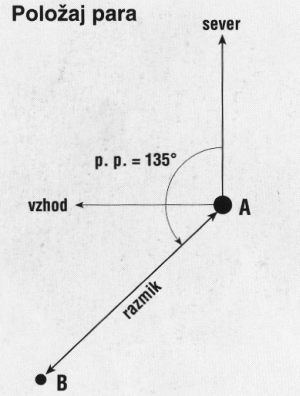 Položaj para
sever
p. p. = 135°
vzhod
A
razmik
B